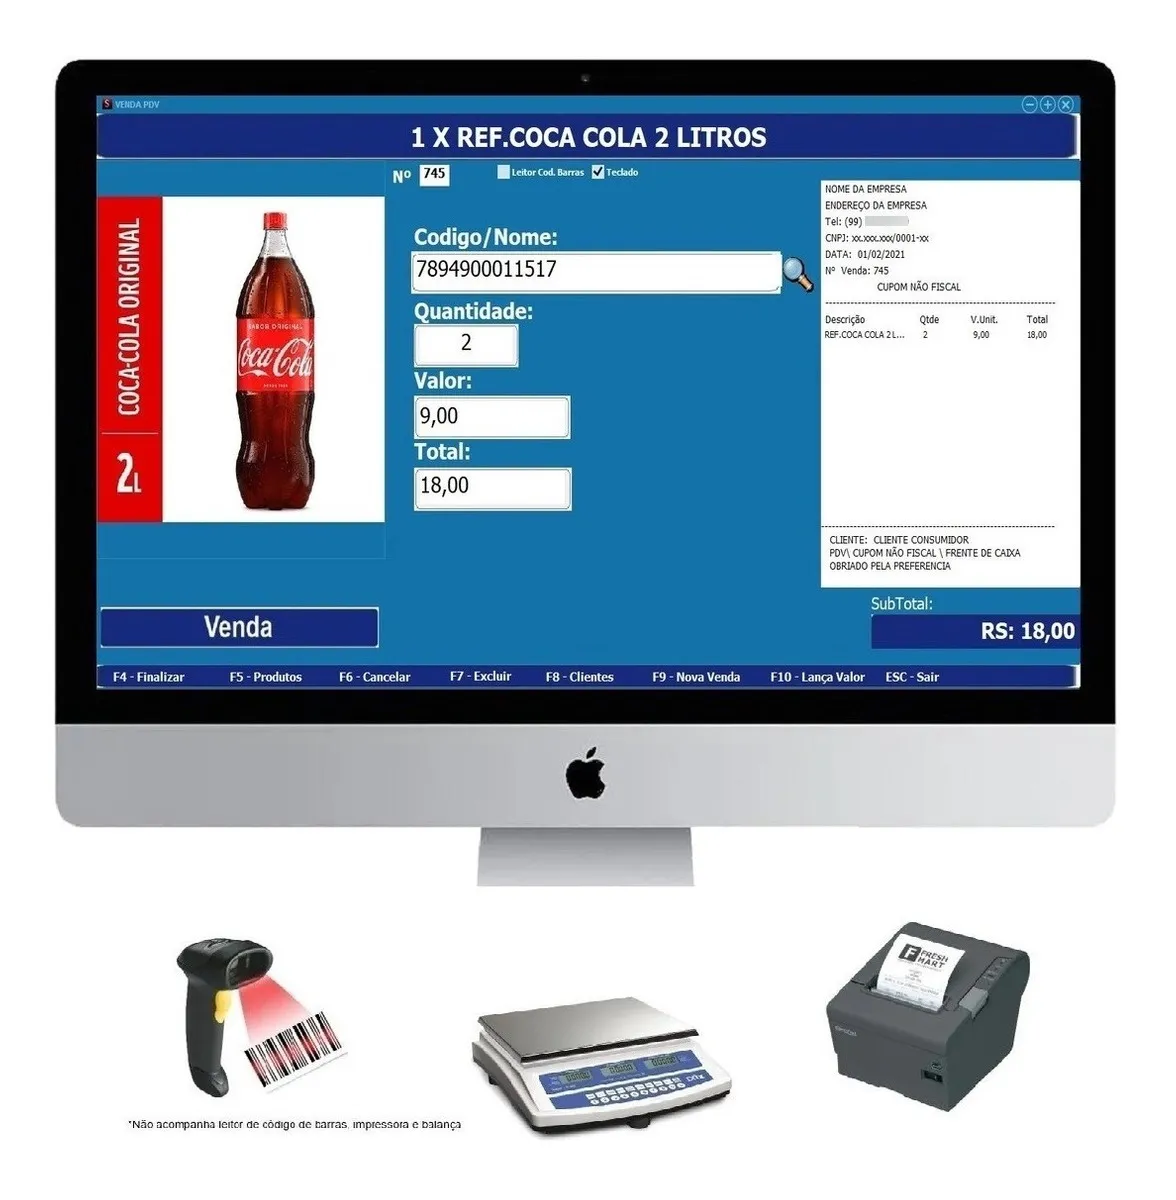 VENDA PDV
1 X REF.COCA COLA 2 LITROS
Nº 745
Leitor Cod. Barras Teclado
COCA-COLA ORIGINAL
2L
SABOR ORIGINAL
Coca-Cola
Codigo/Nome:
7894900011517
Quantidade:
2
Valor:
9,00
Total:
18,00
NOME DA EMPRESA
ENDEREÇO DA EMPRESA
Tel: (99)
CNPJ: xx.xxx.xxx/0001-xx
DATA: 01/02/2021
Nº Venda: 745
CUPOM NÃO FISCAL
Descrição Qtde V.Unit. Total
REF.COCA COLA 2 L... 2 9,00 18,00
CLIENTE: CLIENTE CONSUMIDOR
PDV\ CUPOM NÃO FISCAL \ FRENTE DE CAIXA
OBRIADO PELA PREFERENCIA
SubTotal:
RS: 18,00
Venda
F4 - Finalizar F5 - Produtos F6 - Cancelar F7 - Excluir F8 - Clientes F9 - Nova Venda F10 - Lança Valor ESC - Sair
F FRESH
MART
prix
*Não acompanha leitor de código de barras, impressora e balança